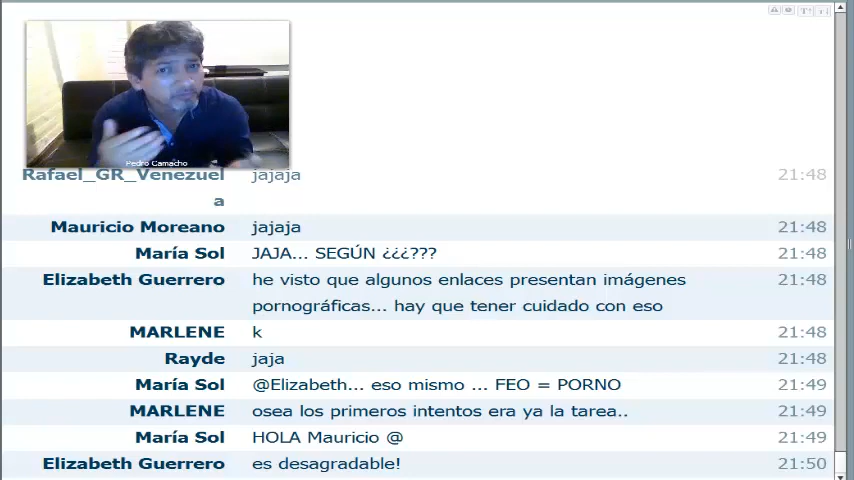 Pedro Camacho
Rafael_GR_Venezuel jajaja 21:48
a
Mauricio Moreano jajaja 21:48
María Sol JAJA... SEGÚN ¿¿¿??? 21:48
Elizabeth Guerrero he visto que algunos enlaces presentan imágenes 21:48
pornográficas... hay que tener cuidado con eso
MARLENE k 21:48
Rayde jaja 21:48
María Sol @Elizabeth... eso mismo ... FEO = PORNO 21:49
MARLENE osea los primeros intentos era ya la tarea.. 21:49
María Sol HOLA Mauricio @ 21:49
Elizabeth Guerrero es desagradable! 21:50